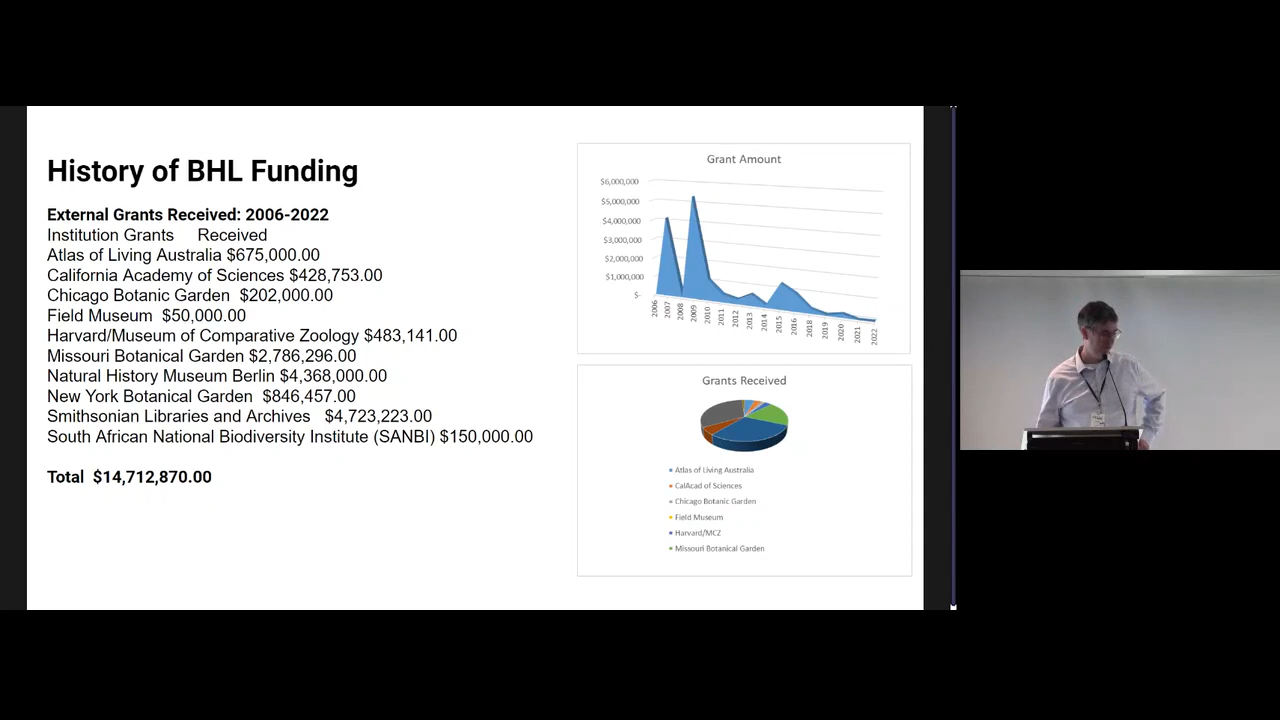 History of BHL Funding
External Grants Received: 2006-2022
Institution Grants Received
Atlas of Living Australia $675,000.00
California Academy of Sciences $428,753.00
Chicago Botanic Garden $202,000.00
Field Museum $50,000.00
Harvard/Museum of Comparative Zoology $483,141.00
Missouri Botanical Garden $2,786,296.00
Natural History Museum Berlin $4,368,000.00
New York Botanical Garden $846,457.00
Smithsonian Libraries and Archives $4,723,223.00
South African National Biodiversity Institute (SANBI) $150,000.00
Total $14,712,870.00
Grant Amount
$6,000,000
$5,000,000
$4,000,000
$3,000,000
$2,000,000
$1,000,000
$-
2006 2007 2008 2009 2010 2011 2012 2013 2014 2015 2016 2018 2019 2020 2021 2022
Grants Received
Atlas of Living Australia
CalAcad of Sciences
Chicago Botanic Garden
Field Museum
Harvard/MCZ
Missouri Botanical Garden